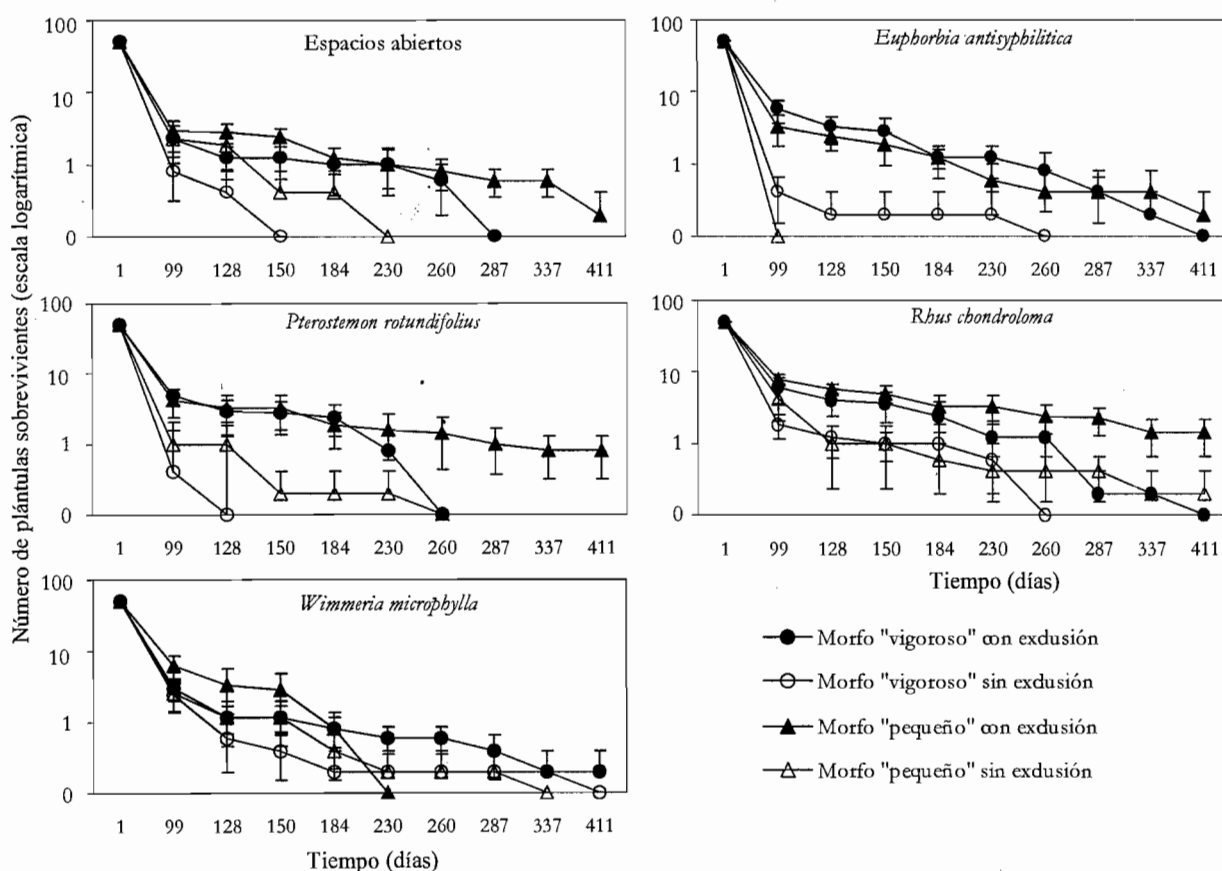 Número de plántulas sobrevivientes (escala logarítmica)
Espacios abiertos
100
10
1
0
1 99 128 150 184 230 260 287 337 411
Euphorbia antisyphilitica
100
10
1
0
1 99 128 150 184 230 260 287 337 411
Pterostemon rotundifolius
100
10
1
0
1 99 128 150 184 230 260 287 337 411
Rhus chondroloma
100
10
1
0
1 99 128 150 184 230 260 287 337 411
Tiempo (días)
Wimmeria microphylla
100
10
1
0
1 99 128 150 184 230 260 287 337 411
Tiempo (días)
Morfo "vigoroso" con exclusión
Morfo "vigoroso" sin exclusión
Morfo "pequeño" con exclusión
Morfo "pequeño" sin exclusión